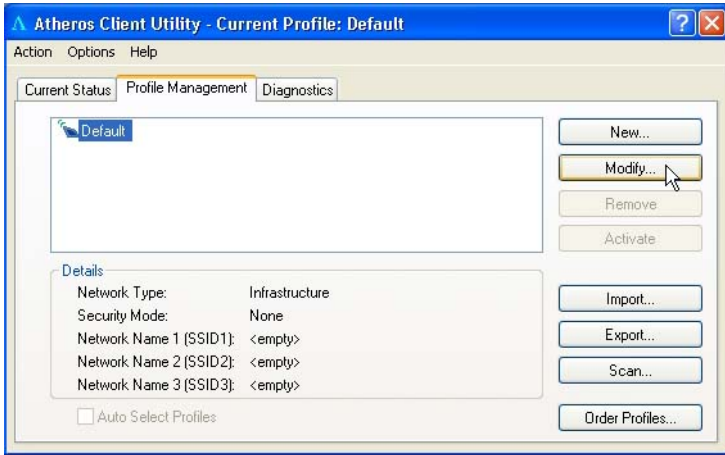 Atheros Client Utility - Current Profile: Default
Action Options Help
Current Status Profile Management Diagnostics
Default
New...
Modify...
Remove
Activate
Details
Network Type: Infrastructure
Security Mode: None
Network Name 1 (SSID1): <empty>
Network Name 2 (SSID2): <empty>
Network Name 3 (SSID3): <empty>
Import...
Export...
Scan...
Auto Select Profiles
Order Profiles...